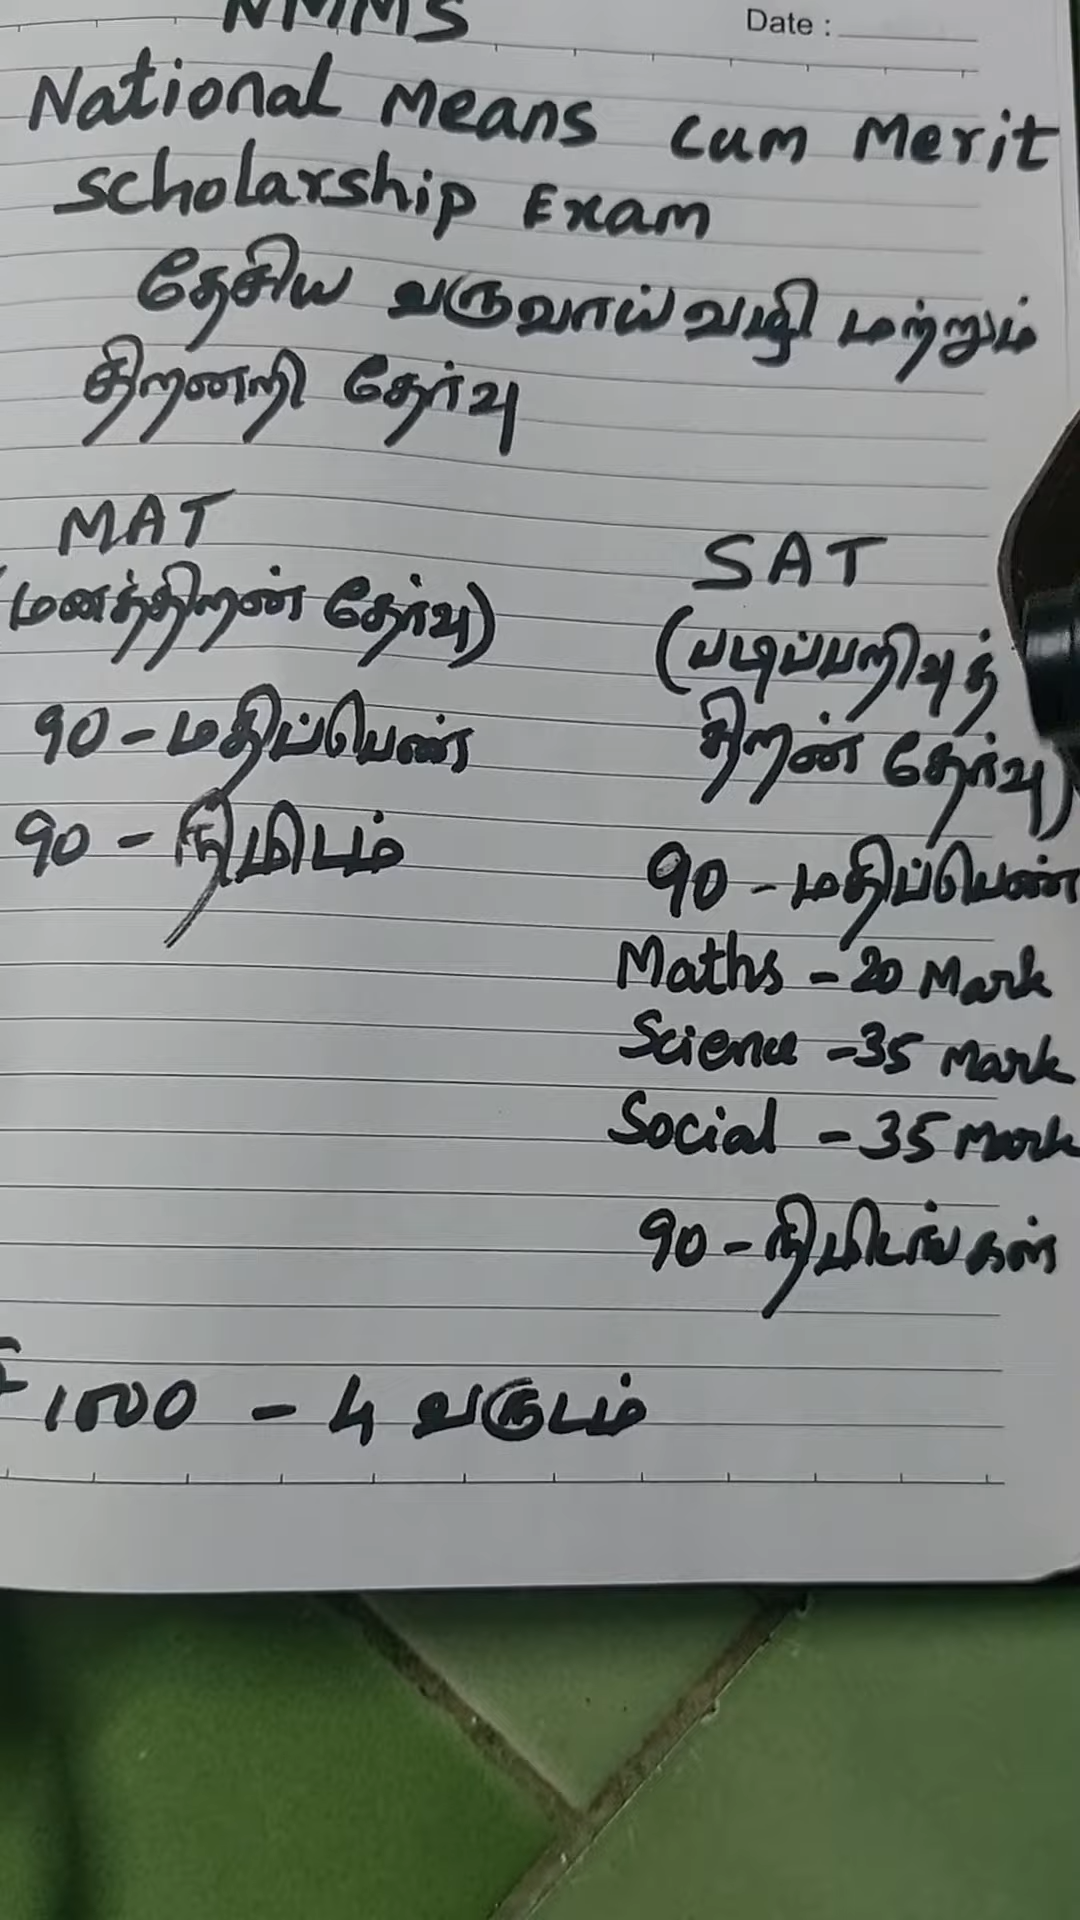 NMMS
Date :
National Means Cum Merit
Scholarship Exam
தேசிய வருவாய் வழி மற்றும்
திறனறி தேர்வு
MAT
(மனத்திறன் தேர்வு)
90 - மதிப்பெண்
90 - நிமிடம்
SAT
(படிப்பறிவுத்
திறன் தேர்வு)
90 - மதிப்பெண்
Maths - 20 Mark
Science - 35 Mark
Social - 35 Mark
90 - நிமிடங்கள்
1000 - 4 வருடம்